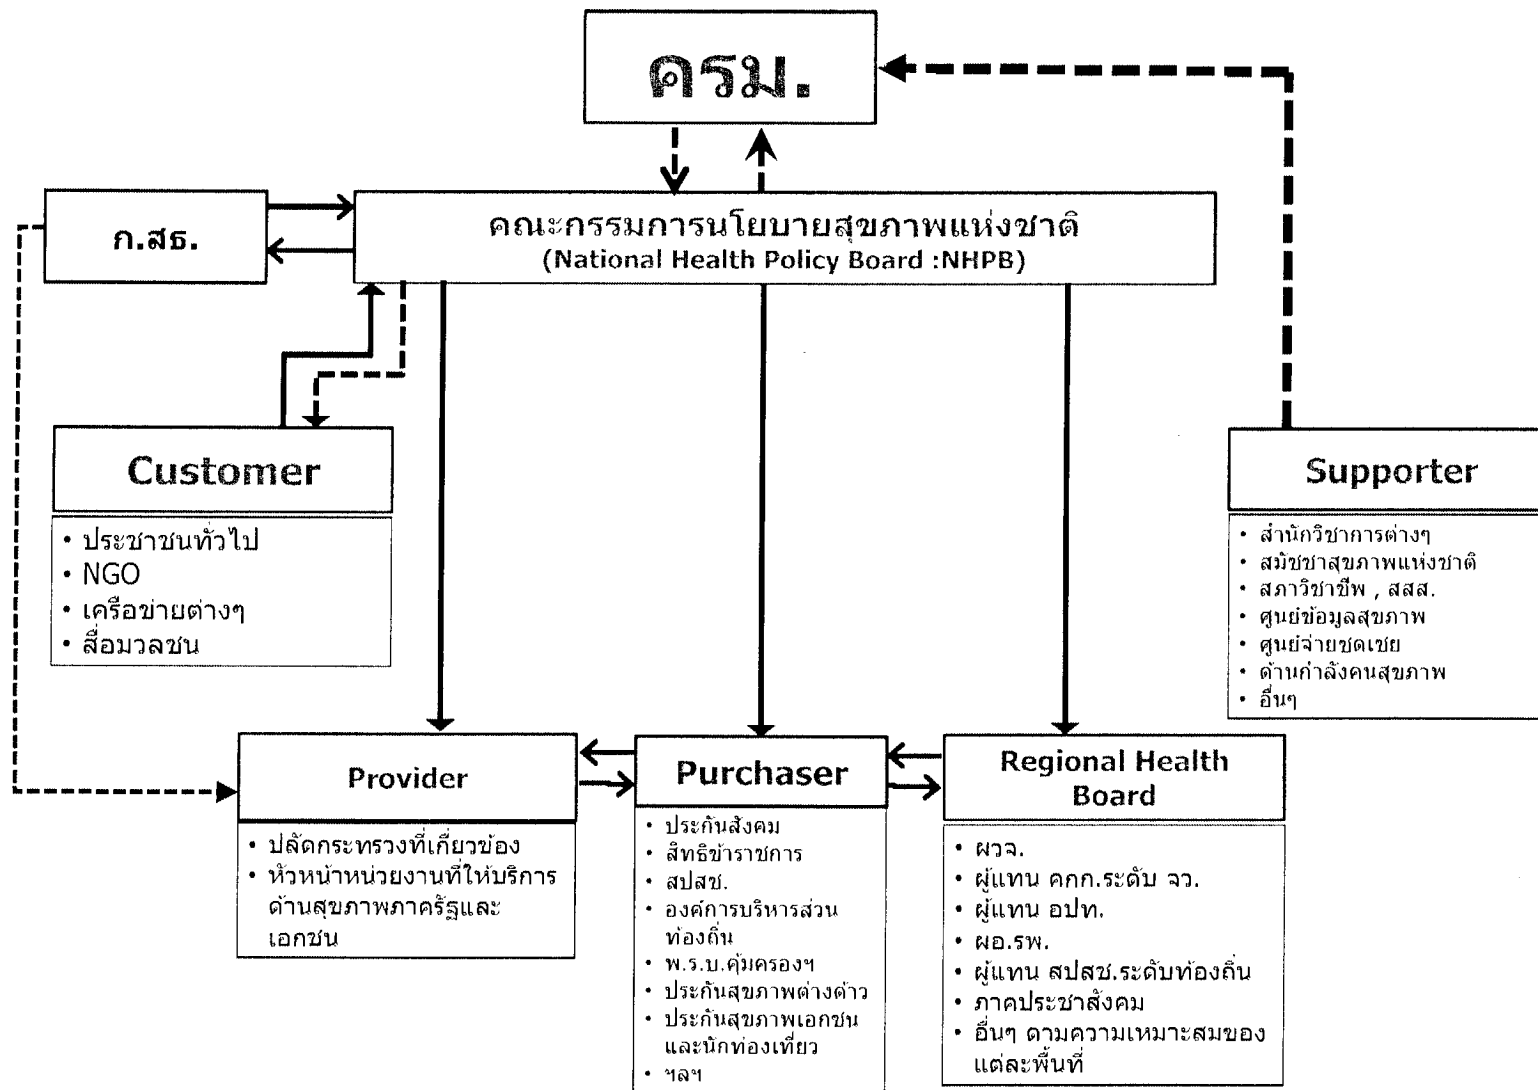 ครม.
ก.สธ.
คณะกรรมการนโยบายสุขภาพแห่งชาติ
(National Health Policy Board :NHPB)
Customer
• ประชาชนทั่วไป
• NGO
• เครือข่ายต่างๆ
• สื่อมวลชน
Supporter
• สำนักวิชาการต่างๆ
• สมัชชาสุขภาพแห่งชาติ
• สภาวิชาชีพ , สสส.
• ศูนย์ข้อมูลสุขภาพ
• ศูนย์จ่ายชดเชย
• ด้านกำลังคนสุขภาพ
• อื่นๆ
Provider
• ปลัดกระทรวงที่เกี่ยวข้อง
• หัวหน้าหน่วยงานที่ให้บริการ
ด้านสุขภาพภาครัฐและ
เอกชน
Purchaser
• ประกันสังคม
• สิทธิข้าราชการ
• สปสช.
• องค์การบริหารส่วน
ท้องถิ่น
• พ.ร.บ.คุ้มครองฯ
• ประกันสุขภาพต่างด้าว
• ประกันสุขภาพเอกชน
และนักท่องเที่ยว
• ฯลฯ
Regional Health
Board
• ผวจ.
• ผู้แทน คกก.ระดับ จว.
• ผู้แทน อปท.
• ผอ.รพ.
• ผู้แทน สปสช.ระดับท้องถิ่น
• ภาคประชาสังคม
• อื่นๆ ตามความเหมาะสมของ
แต่ละพื้นที่